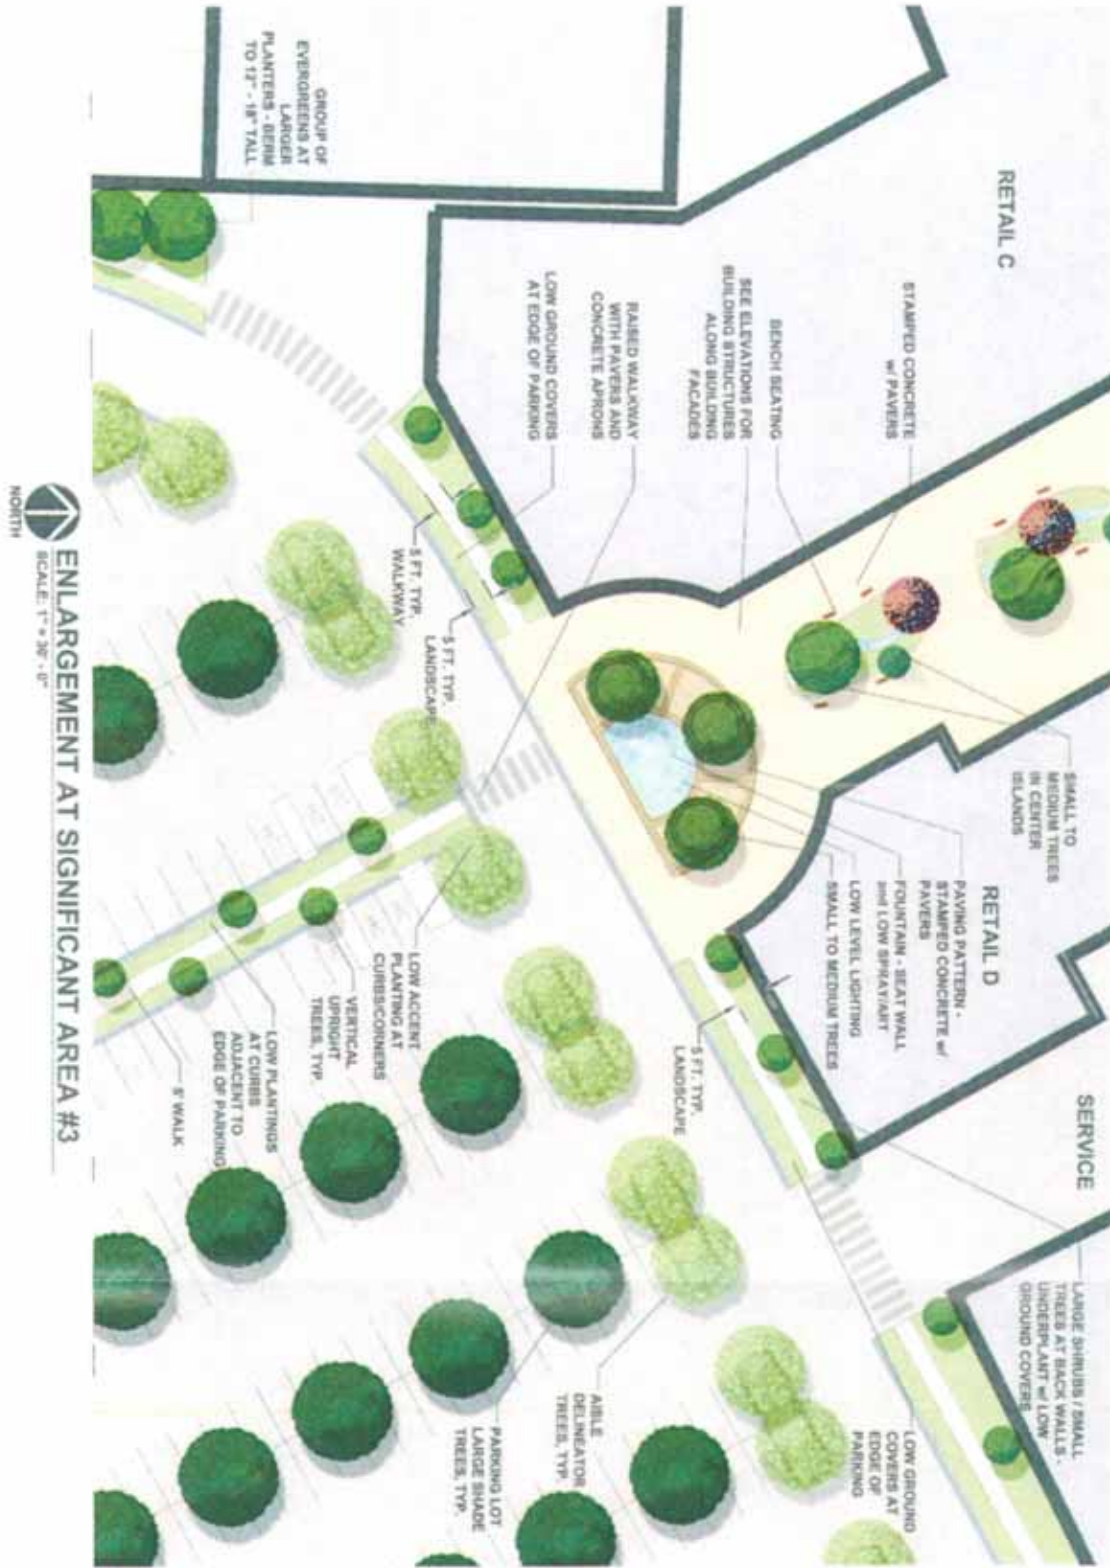 RETAIL C
STAMPED CONCRETE
w/ PAVERS
BENCH SEATING
SEE ELEVATIONS FOR
BUILDING STRUCTURES
ALONG BUILDING
FACADES
RAISED WALKWAY
WITH PAVERS AND
CONCRETE APRONS
LOW GROUND COVERS
AT EDGE OF PARKING
GROUP OF
EVERGREENS AT
LARGER
PLANTERS - BERM
TO 12" - 18" TALL
5 FT. TYP.
WALKWAY
5 FT. TYP.
LANDSCAPE
SMALL TO
MEDIUM TREES
IN CENTER
ISLANDS
RETAIL D
PAVING PATTERN -
STAMPED CONCRETE w/
PAVERS
FOUNTAIN - SEAT WALL
and LOW SPRAY/ART
LOW LEVEL LIGHTING
SMALL TO MEDIUM TREES
5 FT. TYP.
LANDSCAPE
LOW ACCENT
PLANTING AT
CURBS/CORNERS
VERTICAL
UPRIGHT
TREES, TYP
LOW PLANTINGS
AT CURBS
ADJACENT TO
EDGE OF PARKING
5' WALK
SERVICE
LARGE SHRUBS / SMALL
TREES AT BACK WALLS -
UNDERPLANT w/ LOW
GROUND COVERS
LOW GROUND
COVERS AT
EDGE OF
PARKING
AISLE
DELINEATOR
TREES, TYP.
PARKING LOT
LARGE SHADE
TREES, TYP.
ENLARGEMENT AT SIGNIFICANT AREA #3
SCALE: 1" = 30' - 0"
NORTH